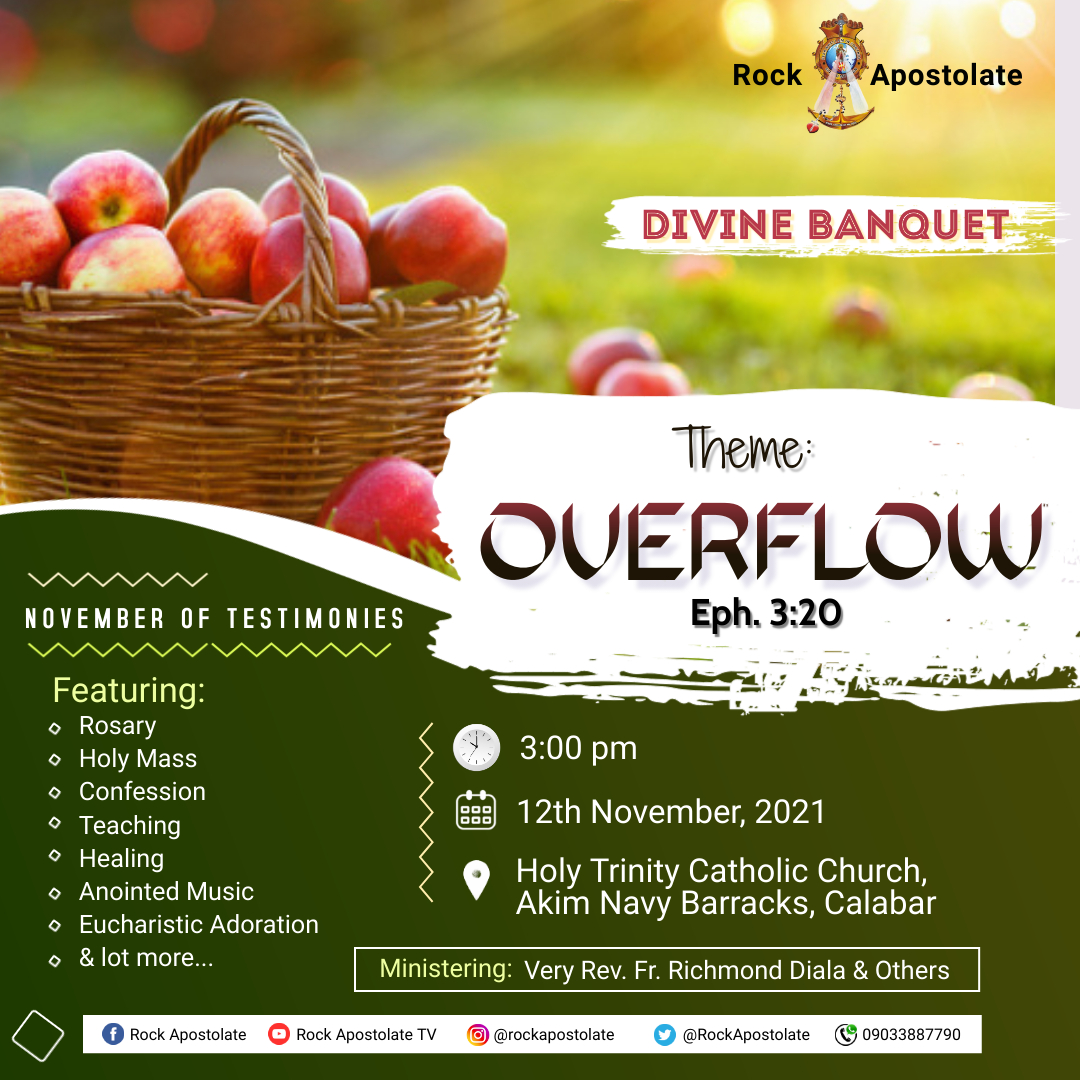 Rock Apostolate
DIVINE BANQUET
Theme:
OVERFLOW
Eph. 3:20
NOVEMBER OF TESTIMONIES
Featuring:
Rosary
Holy Mass
Confession
Teaching
Healing
Anointed Music
Eucharistic Adoration
& lot more...
3:00 pm
12th November, 2021
Holy Trinity Catholic Church,
Akim Navy Barracks, Calabar
Ministering: Very Rev. Fr. Richmond Diala & Others
Rock Apostolate Rock Apostolate TV @rockapostolate @RockApostolate 09033887790